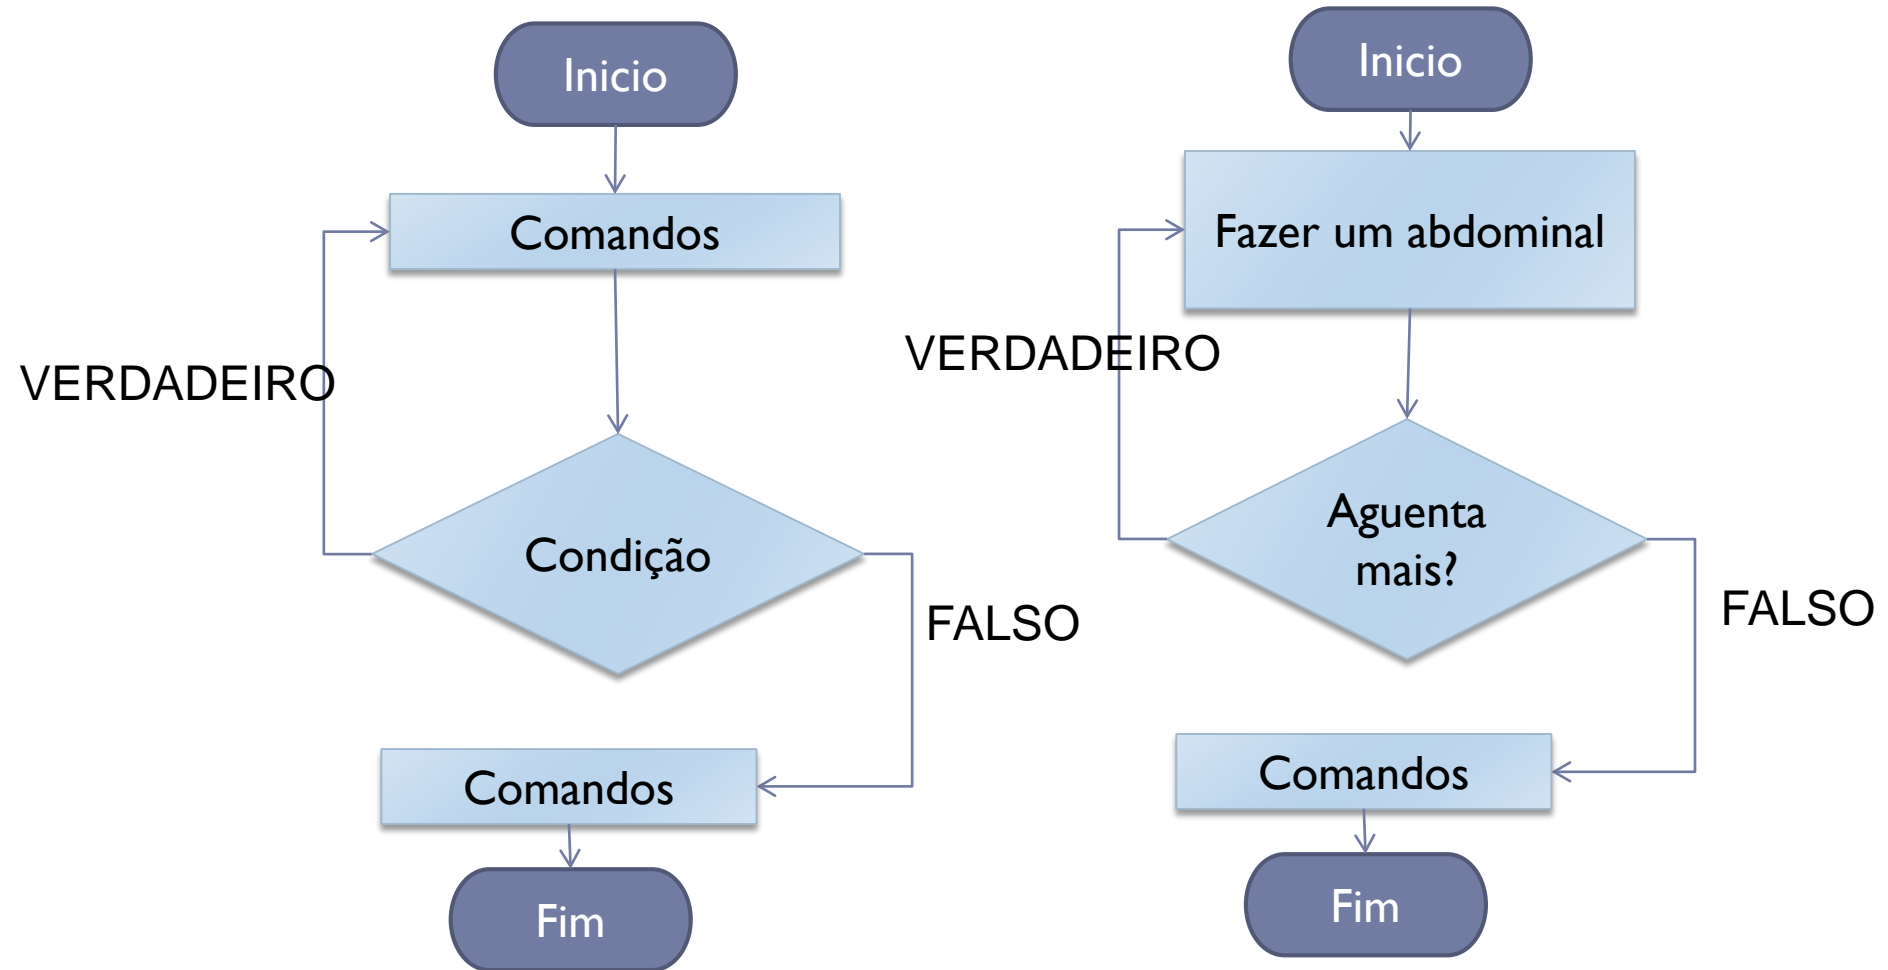 Inicio
Comandos
VERDADEIRO
Condição
FALSO
Comandos
Fim
Inicio
Fazer um abdominal
VERDADEIRO
Aguenta
mais?
FALSO
Comandos
Fim